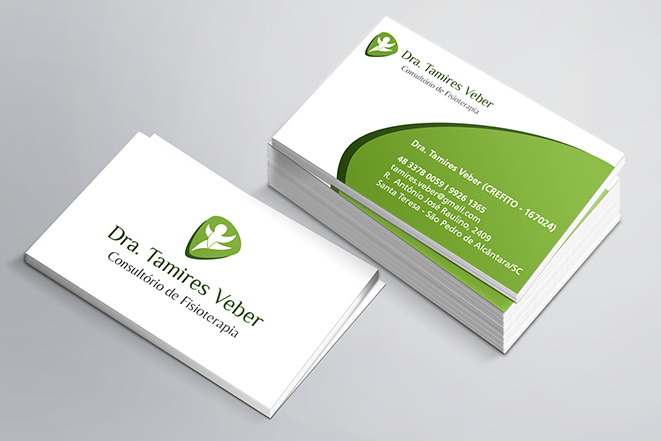 Dra. Tamires Veber
Consultório de Fisioterapia
Dra. Tamires Veber
Consultório de Fisioterapia
Dra. Tamires Veber (CREFITO - 167024)
48 3378 0059 | 9926 1365
tamires.veber@gmail.com
R. Antônio José Raulino, 2409
Santa Teresa - São Pedro de Alcântara/SC